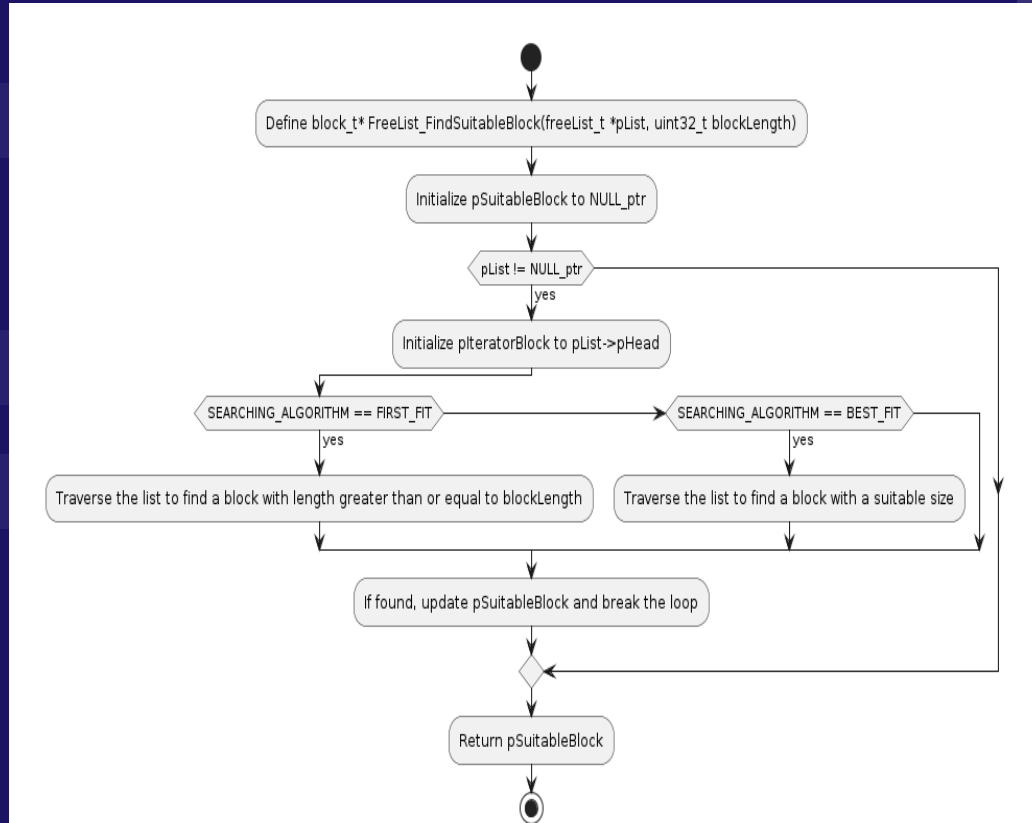 Define block_t* FreeList_FindSuitableBlock(freeList_t *pList, uint32_t blockLength)
Initialize pSuitableBlock to NULL_ptr
pList != NULL_ptr
yes
Initialize pIteratorBlock to pList->pHead
SEARCHING_ALGORITHM == FIRST_FIT
SEARCHING_ALGORITHM == BEST_FIT
yes
yes
Traverse the list to find a block with length greater than or equal to blockLength
Traverse the list to find a block with a suitable size
If found, update pSuitableBlock and break the loop
Return pSuitableBlock